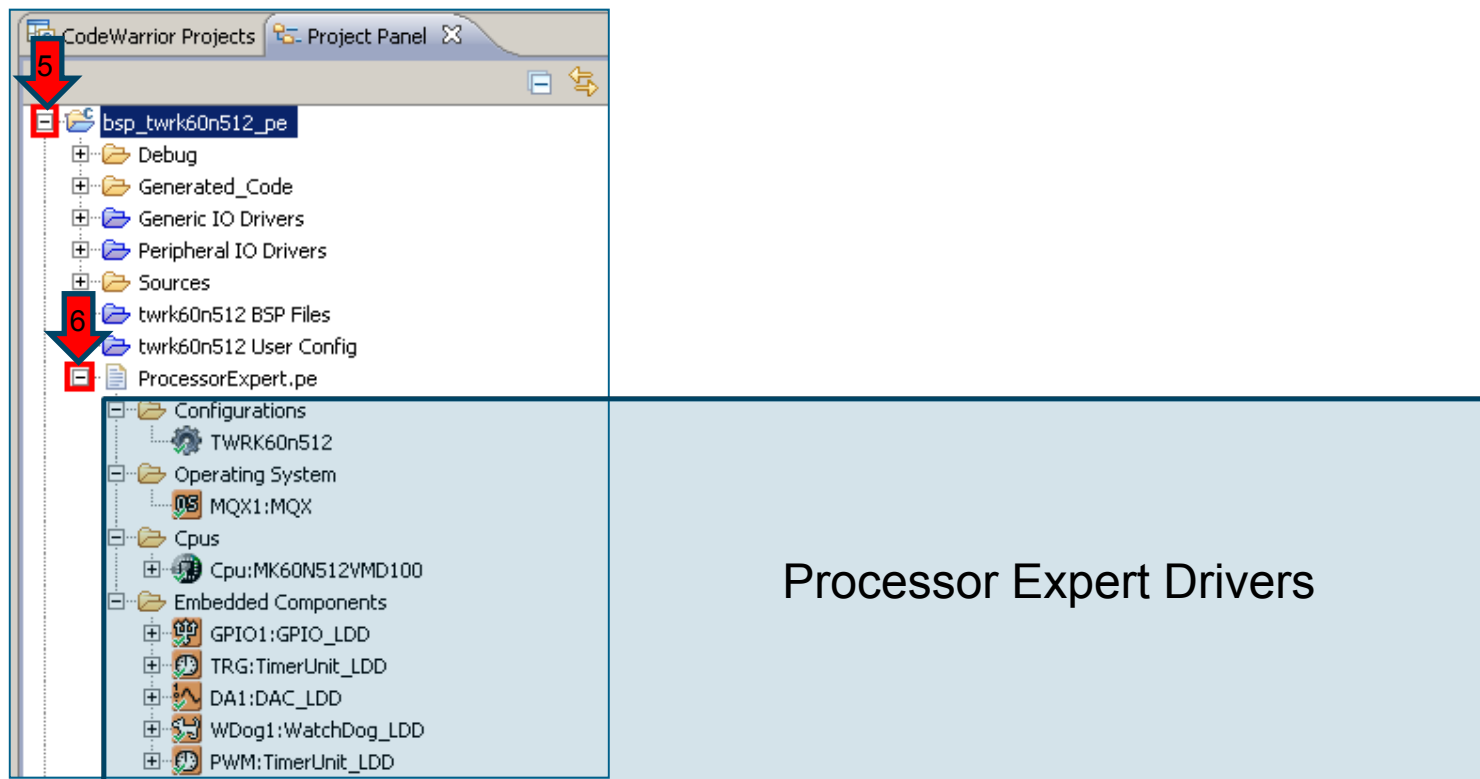 CodeWarrior Projects Project Panel
5
bsp_twrk60n512_pe
Debug
Generated_Code
Generic IO Drivers
Peripheral IO Drivers
Sources
6
twrk60n512 BSP Files
twrk60n512 User Config
ProcessorExpert.pe
Configurations
TWRK60n512
Operating System
OS MQX1:MQX
Cpus
Cpu:MK60N512VMD100
Embedded Components
GPIO1:GPIO_LDD
TRG:TimerUnit_LDD
DA1:DAC_LDD
WDog1:WatchDog_LDD
PWM:TimerUnit_LDD
Processor Expert Drivers